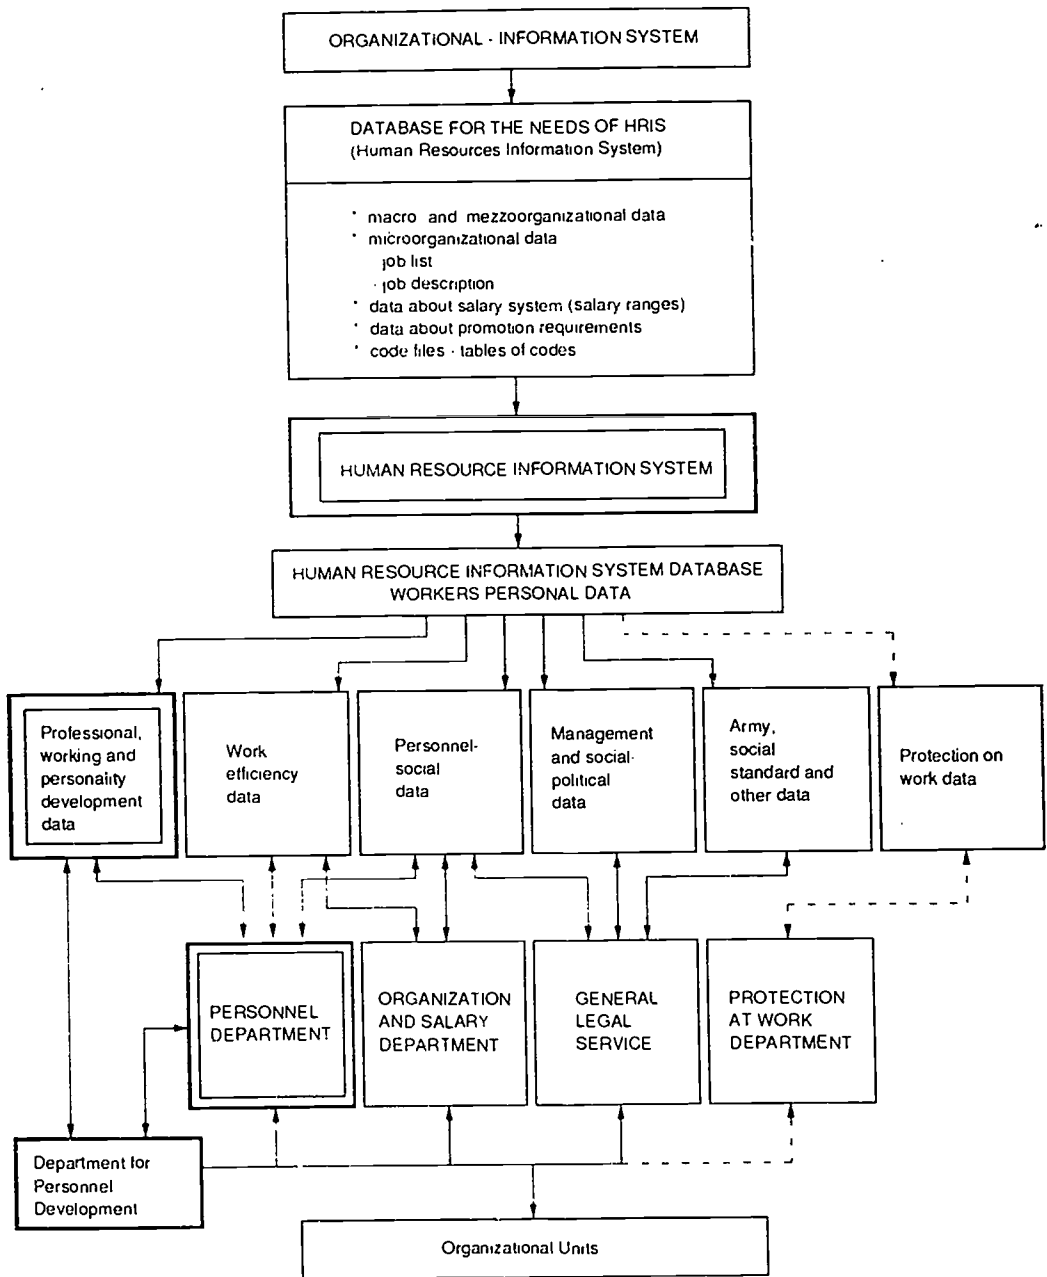 ORGANIZATIONAL - INFORMATION SYSTEM
DATABASE FOR THE NEEDS OF HRIS
(Human Resources Information System)
• macro and mezzoorganizational data
• microorganizational data
job list
- job description
• data about salary system (salary ranges)
• data about promotion requirements
• code files - tables of codes
HUMAN RESOURCE INFORMATION SYSTEM
HUMAN RESOURCE INFORMATION SYSTEM DATABASE
WORKERS PERSONAL DATA
Professional,
working and
personality
development
data
Work
efficiency
data
Personnel-
social
data
Management
and social-
political
data
Army,
social
standard and
other data
Protection on
work data
PERSONNEL
DEPARTMENT
ORGANIZATION
AND SALARY
DEPARTMENT
GENERAL
LEGAL
SERVICE
PROTECTION
AT WORK
DEPARTMENT
Department for
Personnel
Development
Organizational Units